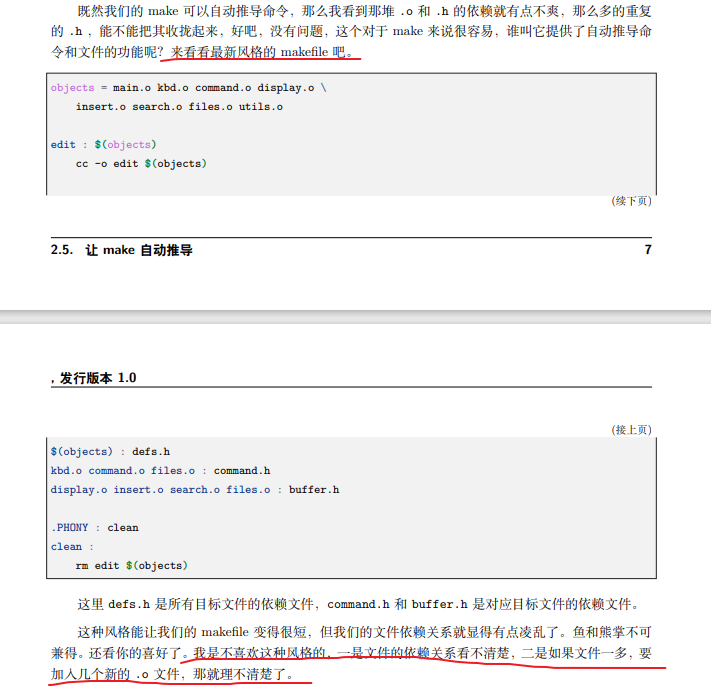 既然我们的 make 可以自动推导命令，那么我看到那堆 .o 和 .h 的依赖就有点不爽，那么多的重复
的 .h ，能不能把其收拢起来，好吧，没有问题，这个对于 make 来说很容易，谁叫它提供了自动推导命
令和文件的功能呢？来看看最新风格的 makefile 吧。
objects = main.o kbd.o command.o display.o \
insert.o search.o files.o utils.o
edit : $(objects)
cc -o edit $(objects)
(续下页)
2.5. 让 make 自动推导 7
, 发行版本 1.0
(接上页)
$(objects) : defs.h
kbd.o command.o files.o : command.h
display.o insert.o search.o files.o : buffer.h
.PHONY : clean
clean :
rm edit $(objects)
这里 defs.h 是所有目标文件的依赖文件，command.h 和 buffer.h 是对应目标文件的依赖文件。
这种风格能让我们的 makefile 变得很短，但我们的文件依赖关系就显得有点凌乱了。鱼和熊掌不可
兼得。还看你的喜好了。我是不喜欢这种风格的，一是文件的依赖关系看不清楚，二是如果文件一多，要
加入几个新的 .o 文件，那就理不清楚了。